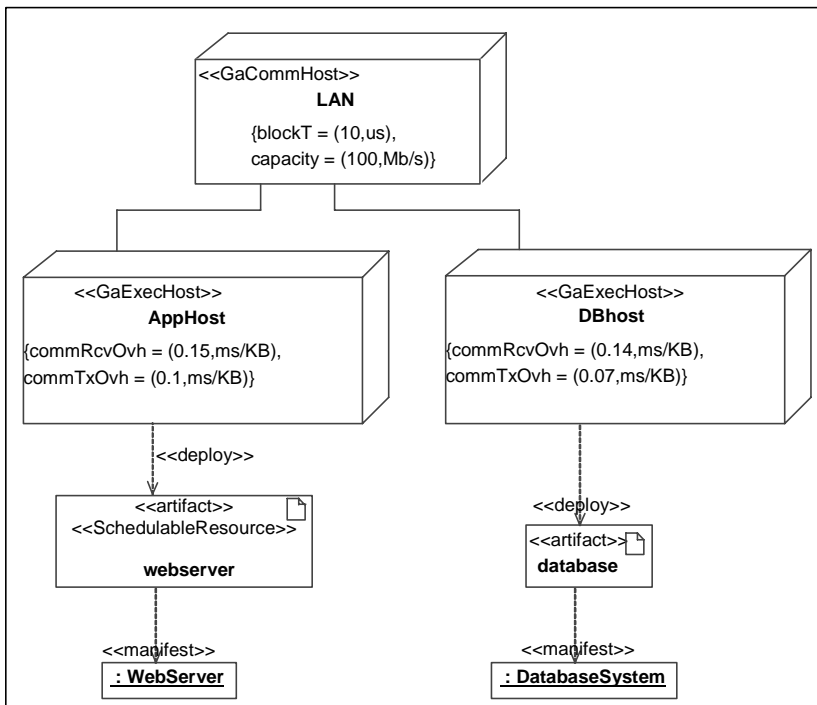 <<GaCommHost>>
LAN
{blockT = (10,us),
capacity = (100,Mb/s)}
<<GaExecHost>>
AppHost
{commRcvOvh = (0.15,ms/KB),
commTxOvh = (0.1,ms/KB)}
<<GaExecHost>>
DBhost
{commRcvOvh = (0.14,ms/KB),
commTxOvh = (0.07,ms/KB)}
<<deploy>>
<<artifact>>
<<SchedulableResource>>
webserver
<<manifest>>
: WebServer
<<deploy>>
<<artifact>>
database
<<manifest>>
: DatabaseSystem